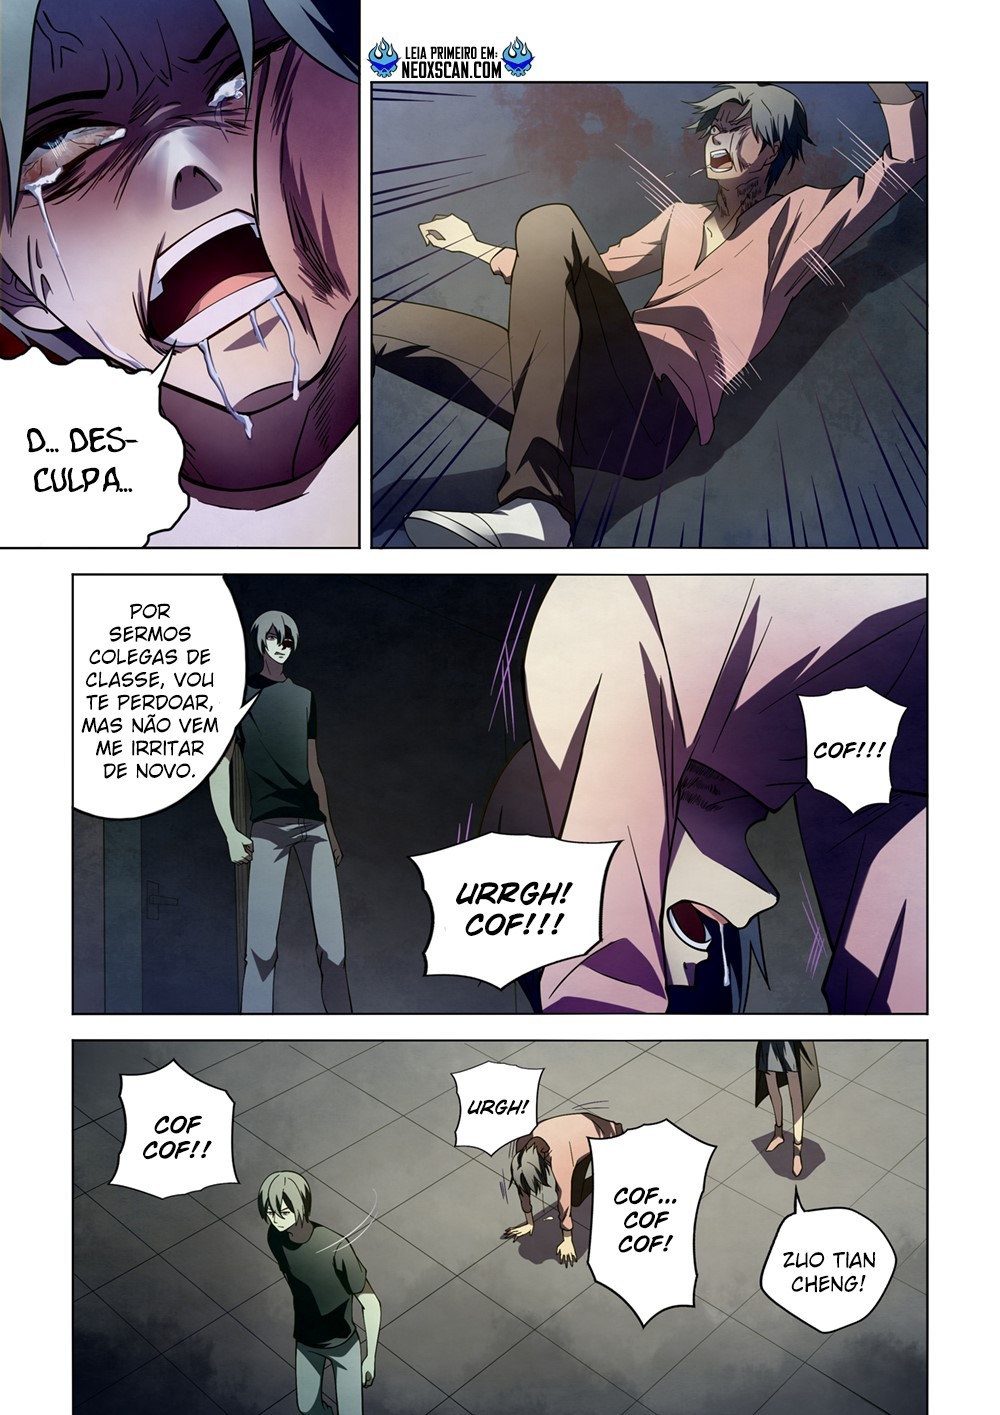 LEIA PRIMEIRO EM:
NEOXSCAN.COM
D... DES-
CULPA...
POR
SERMOS
COLEGAS DE
CLASSE, VOU
TE PERDOAR,
MAS NÃO VEM
ME IRRITAR
DE NOVO.
COF!!!
URRGH!
COF!!!
COF
COF!!
URGH!
COF...
COF
COF!
ZUO TIAN
CHENG!